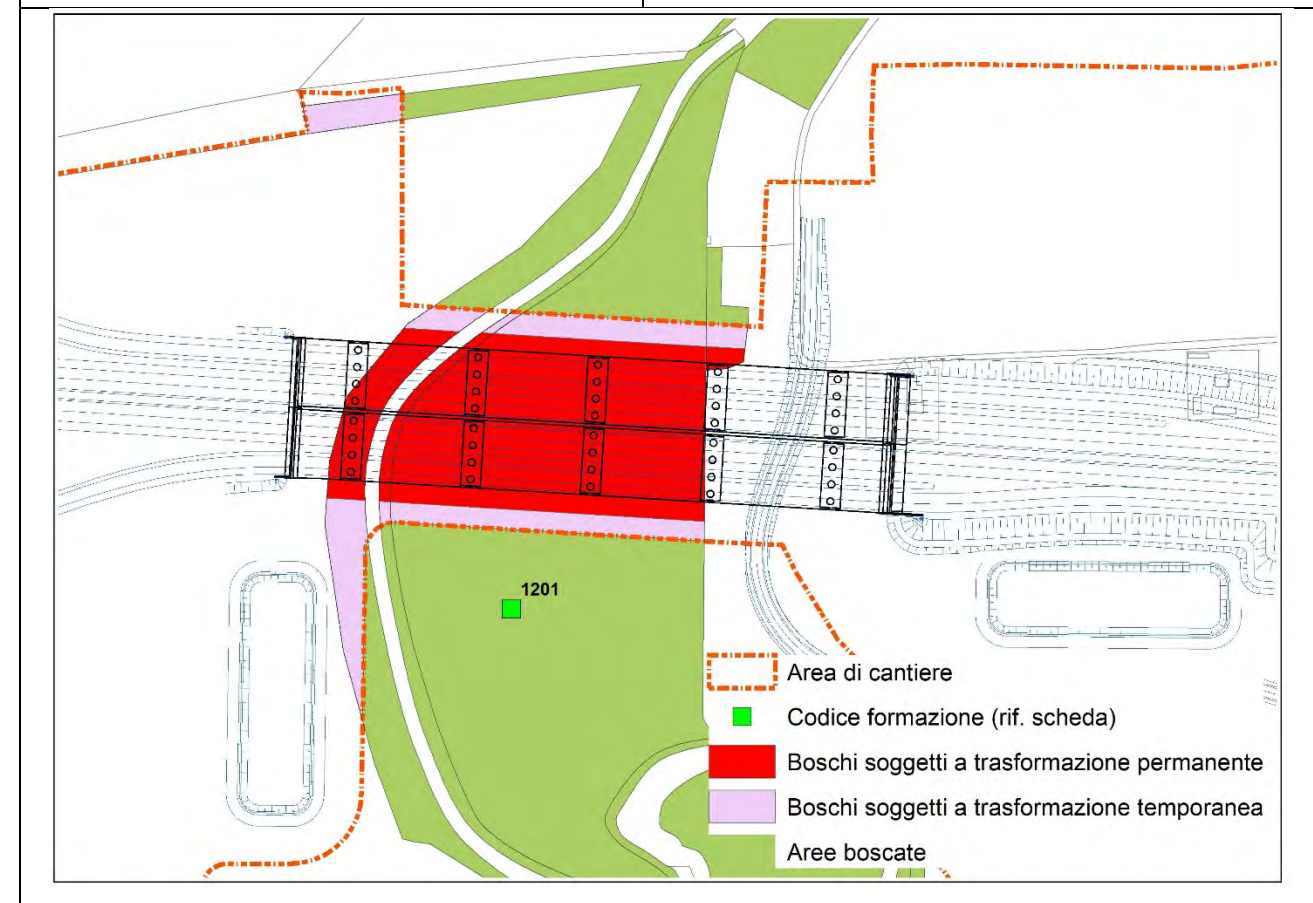 1201
Area di cantiere
Codice formazione (rif. scheda)
Boschi soggetti a trasformazione permanente
Boschi soggetti a trasformazione temporanea
Aree boscate